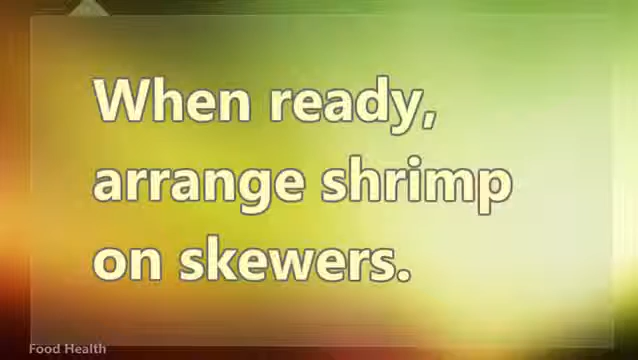 When ready,
arrange shrimp
on skewers.
Food Health